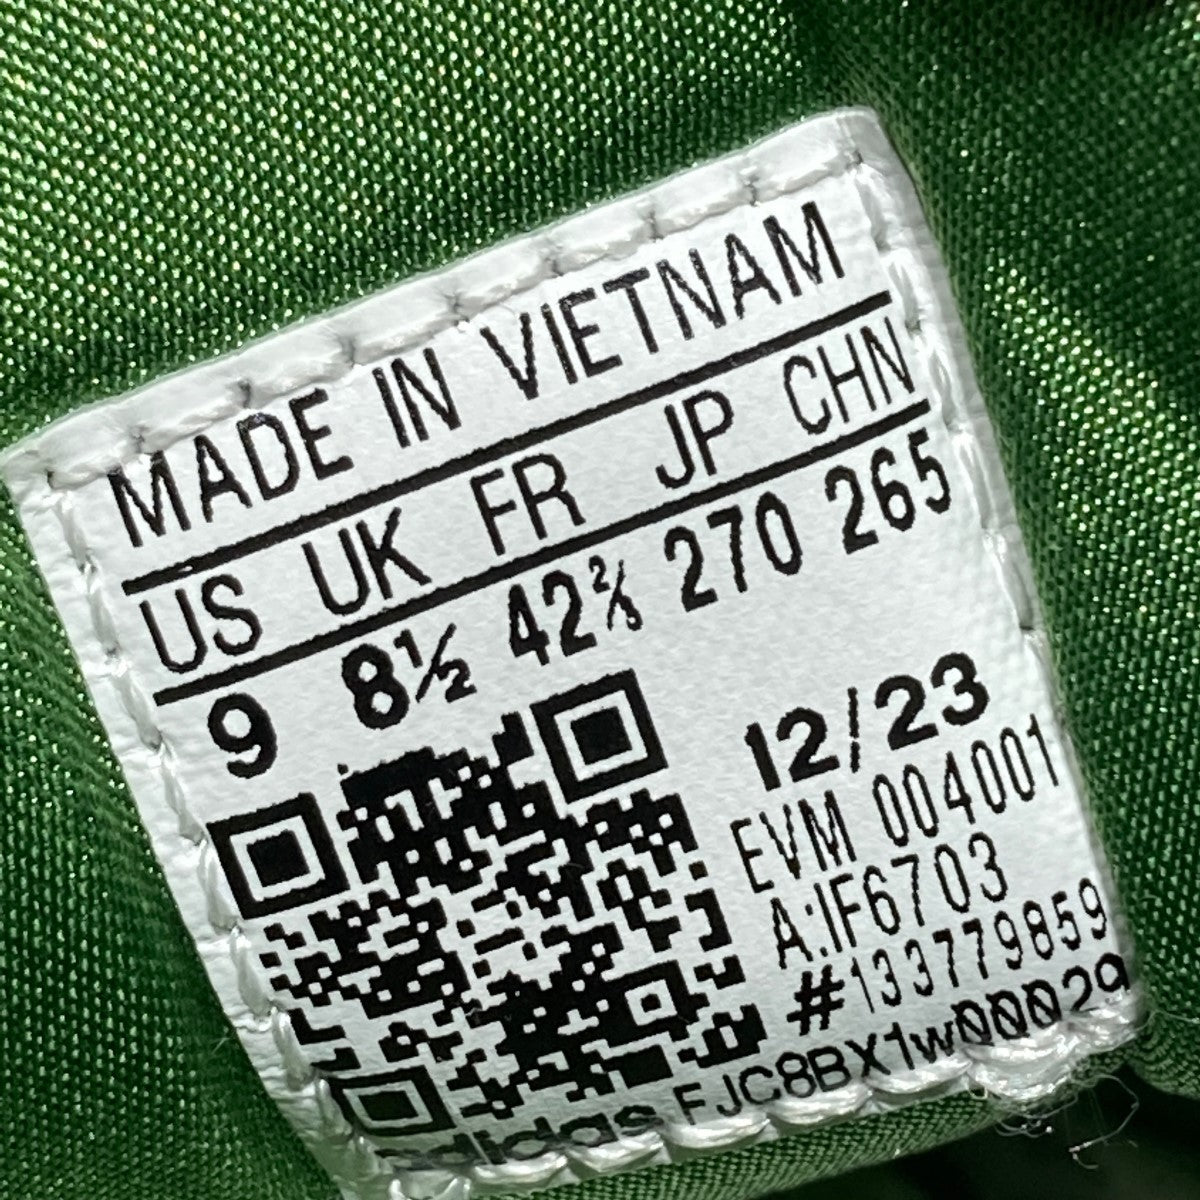 MADE IN VIETNAM
US UK FR JP CHN
9 8½ 42⅔ 270 265
12/23
EVM 004001
A:IF6703
#133779859
adidas FJC8BX1w00029